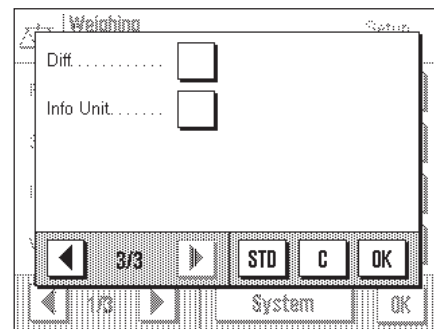 Weighing Setup
Diff............
Info Unit.......
3/3 STD C OK
1/3 System OK